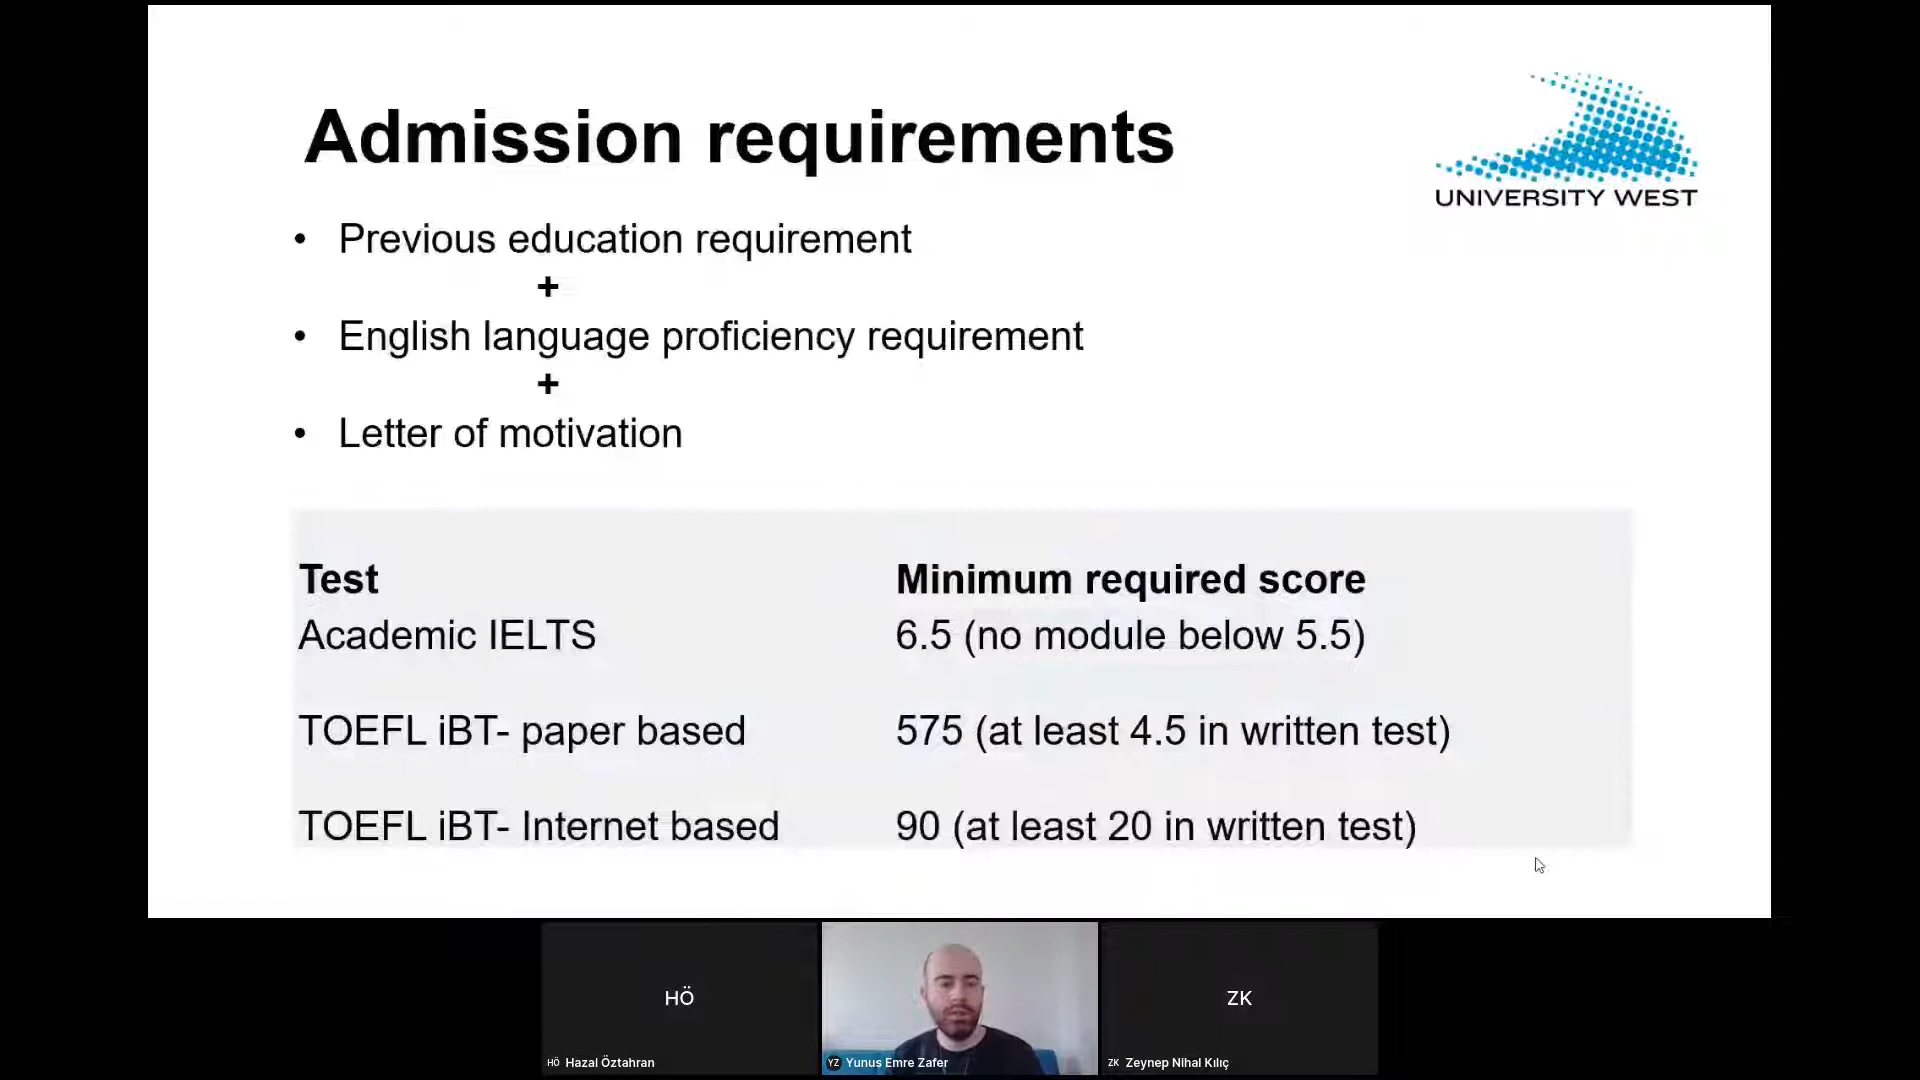 Admission requirements
UNIVERSITY WEST
• Previous education requirement
+
• English language proficiency requirement
+
• Letter of motivation
Test Minimum required score
Academic IELTS 6.5 (no module below 5.5)
TOEFL iBT- paper based 575 (at least 4.5 in written test)
TOEFL iBT- Internet based 90 (at least 20 in written test)
HÖ ZK
HÖ Hazal Öztahran YZ Yunus Emre Zafer ZK Zeynep Nihal Kılıç